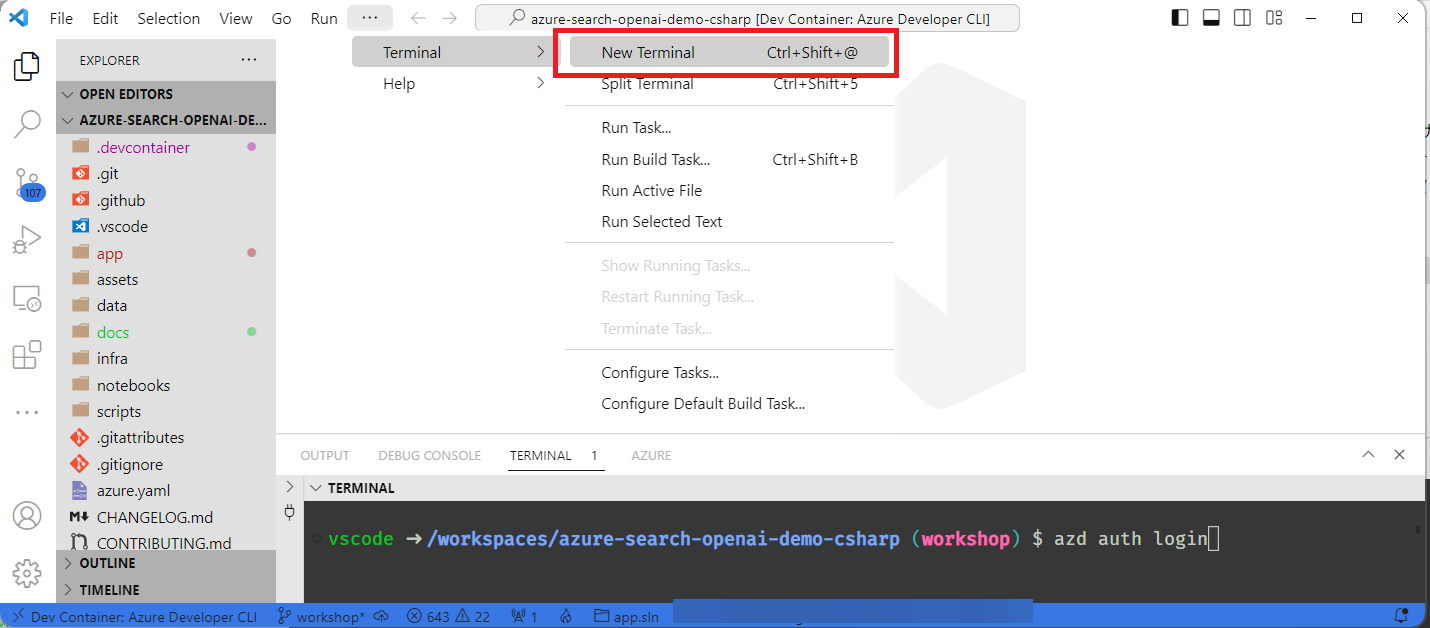 File Edit Selection View Go Run ··· azure-search-openai-demo-csharp [Dev Container: Azure Developer CLI]
EXPLORER ···
OPEN EDITORS
AZURE-SEARCH-OPENAI-DE...
.devcontainer
.git
.github
.vscode
app
assets
data
docs
infra
notebooks
scripts
.gitattributes
.gitignore
azure.yaml
CHANGELOG.md
CONTRIBUTING.md
OUTLINE
TIMELINE
107
Terminal
Help
New Terminal Ctrl+Shift+@
Split Terminal Ctrl+Shift+5
Run Task...
Run Build Task... Ctrl+Shift+B
Run Active File
Run Selected Text
Show Running Tasks...
Restart Running Task...
Terminate Task...
Configure Tasks...
Configure Default Build Task...
OUTPUT DEBUG CONSOLE TERMINAL 1 AZURE
TERMINAL
vscode ➜ /workspaces/azure-search-openai-demo-csharp (workshop) $ azd auth login
Dev Container: Azure Developer CLI workshop* 643 22 1 app.sln